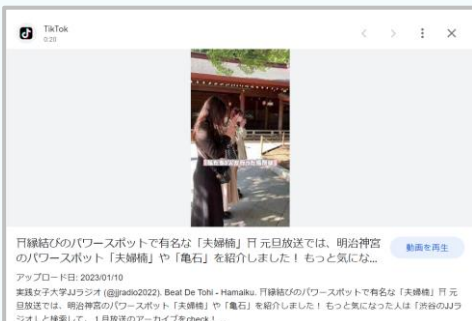 TikTok
0:20
⛩縁結びのパワースポットで有名な「夫婦楠」⛩ 元旦放送では、明治神宮
のパワースポット「夫婦楠」や「亀石」を紹介しました！ もっと気にな...
動画を再生
アップロード日: 2023/01/10
実践女子大学JJラジオ (@jjradio2022). Beat De Tohi - Hamaiku. ⛩縁結びのパワースポットで有名な「夫婦楠」⛩ 元
旦放送では、明治神宮のパワースポット「夫婦楠」や「亀石」を紹介しました！ もっと気になった人は「渋谷のJJラ
ジオ」と検索して、1月放送のアーカイブをcheck！ ...